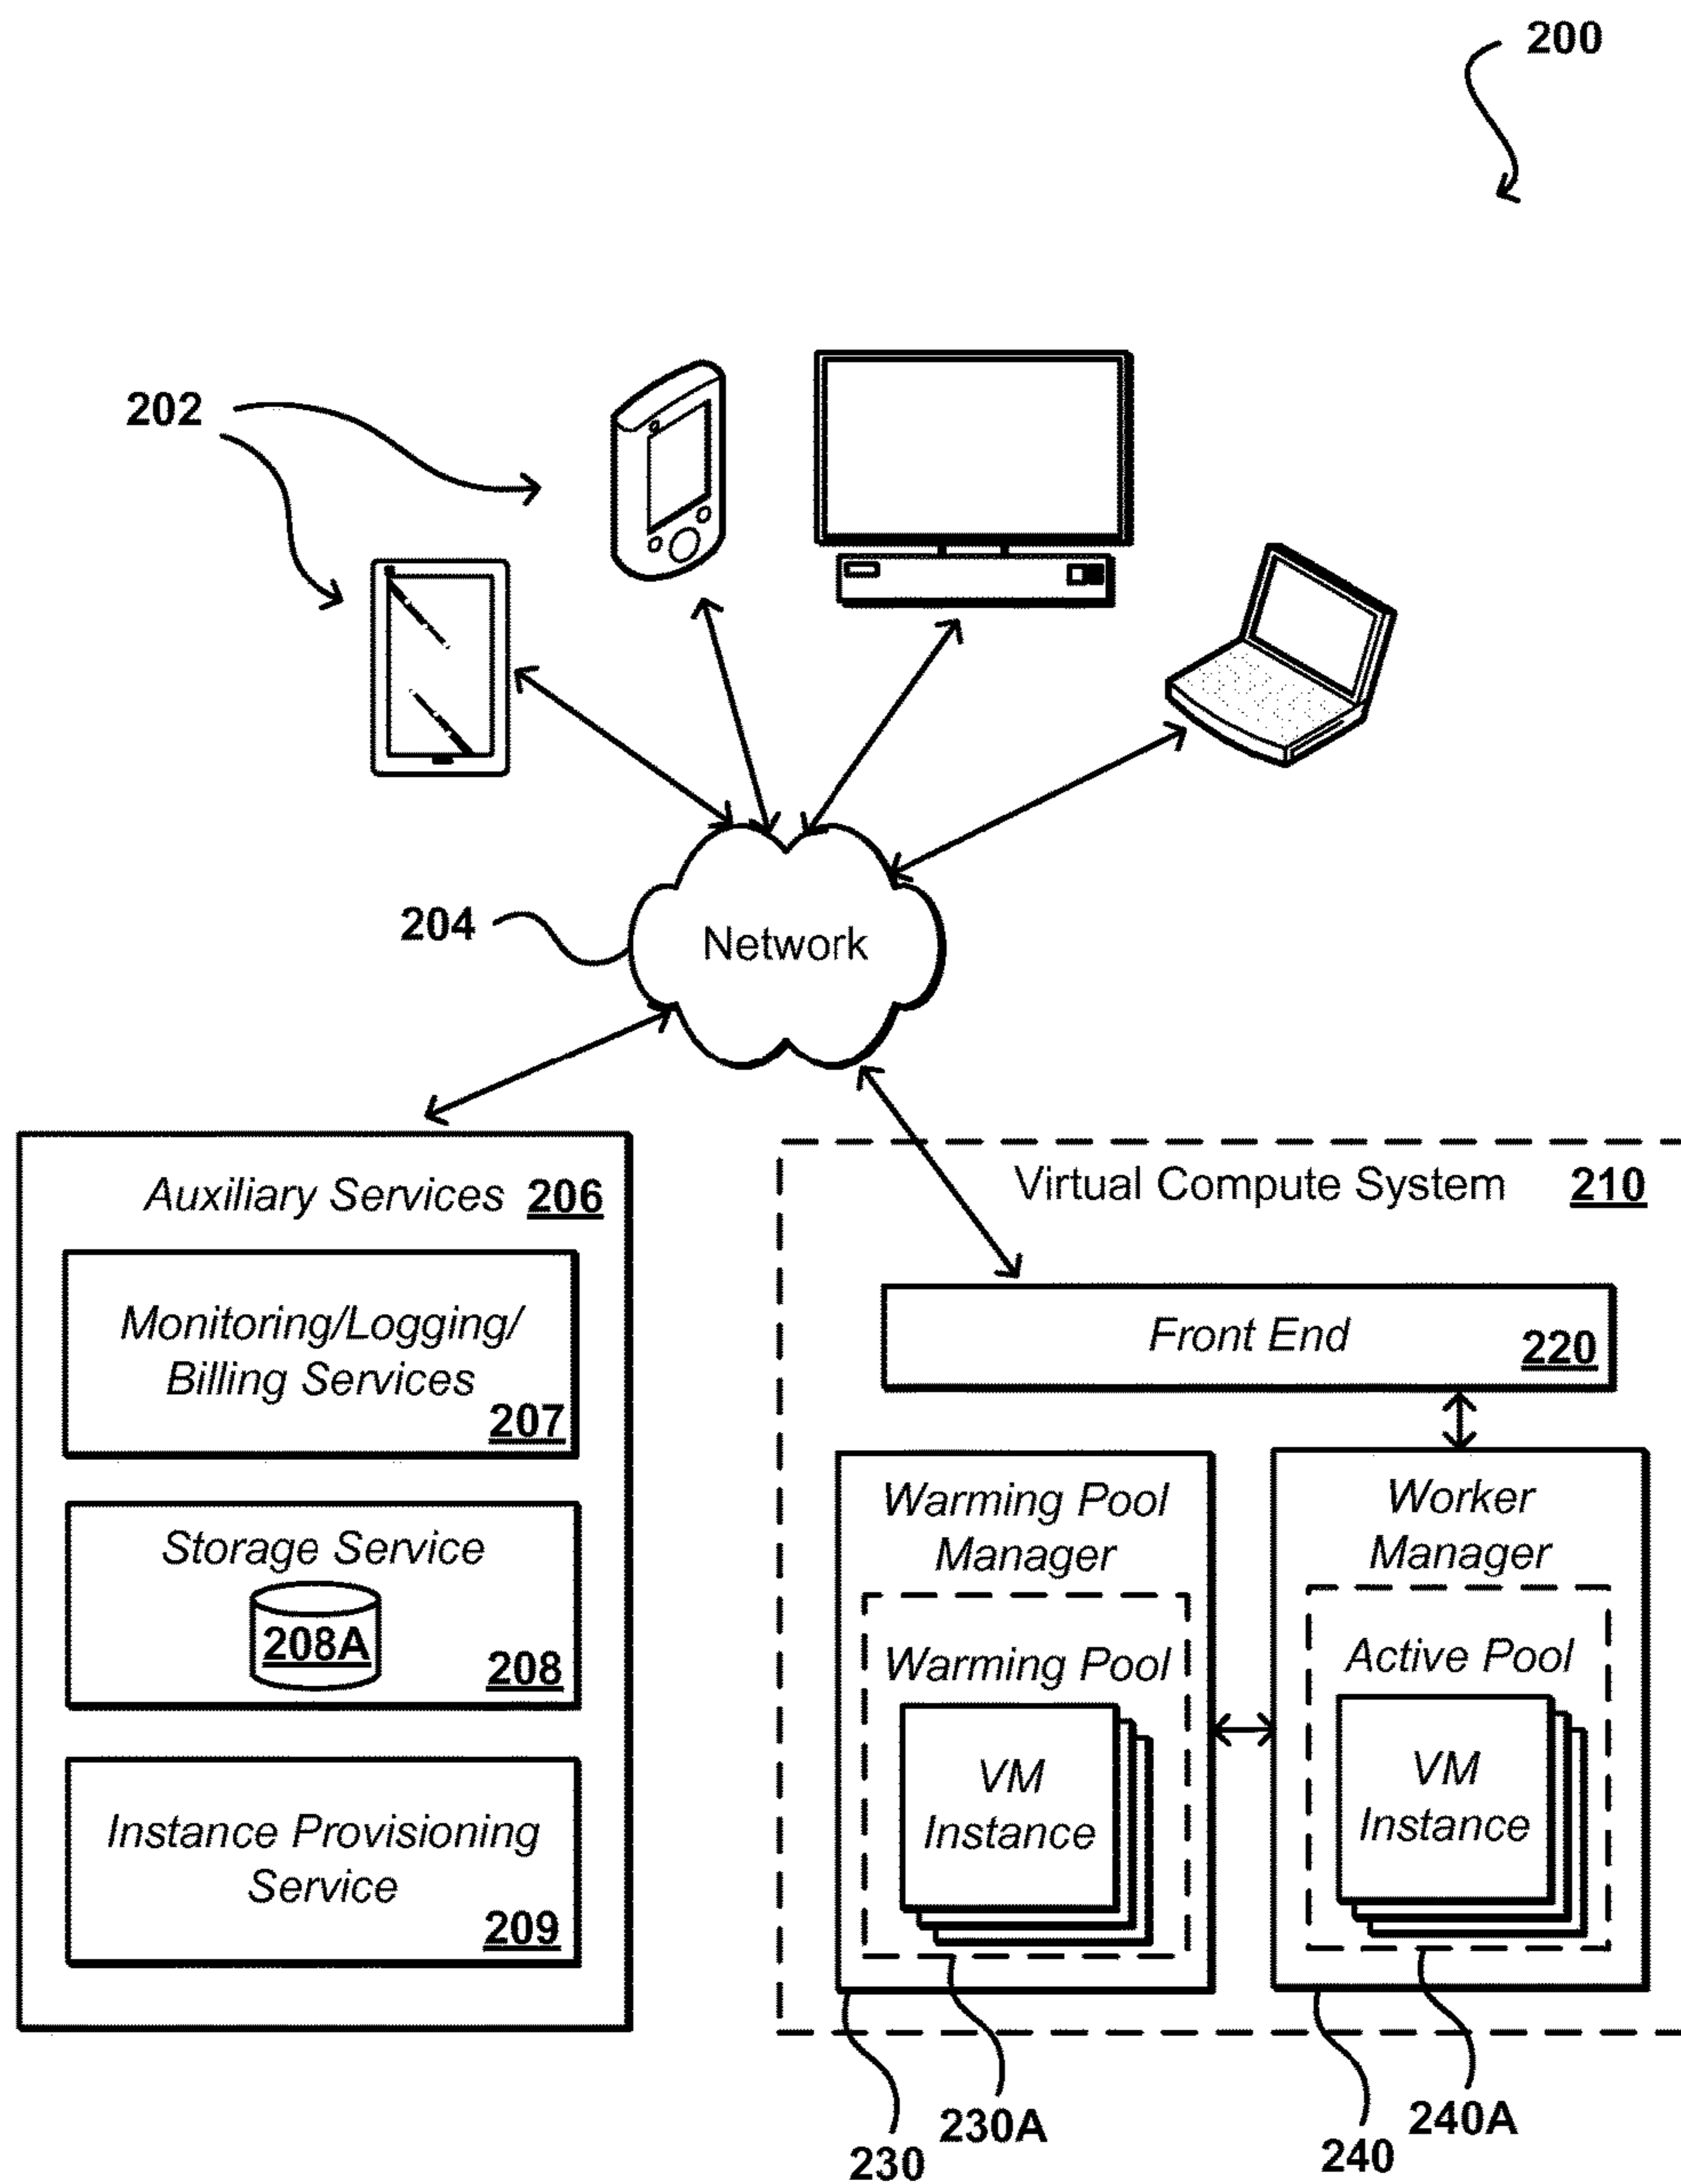 200
202
204
Network
Auxiliary Services 206
Monitoring/Logging/
Billing Services
207
Storage Service
208A
208
Instance Provisioning
Service
209
Virtual Compute System 210
Front End
220
Warming Pool
Manager
Warming Pool
VM
Instance
Worker
Manager
Active Pool
VM
Instance
230
230A
240
240A